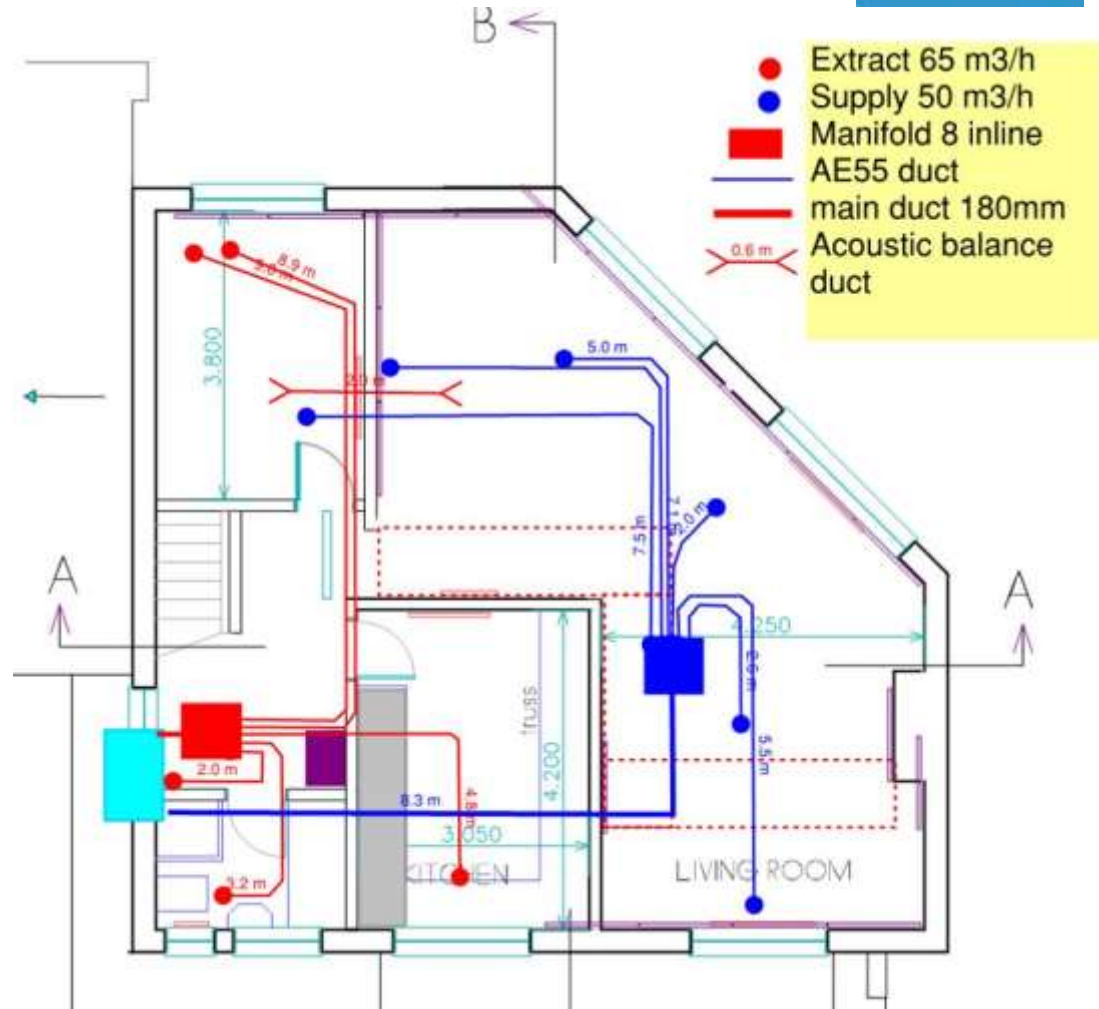 B
Extract 65 m3/h
Supply 50 m3/h
Manifold 8 inline
AE55 duct
main duct 180mm
0.6 m
Acoustic balance
duct
8.9 m
3.800
5.0 m
2.0 m
7.5 m
2.0 m
A
A
4.250
2.6 m
truss
2.0 m
5.5 m
4.200
8.3 m
3.050
3.2 m
KITCHEN
LIVING ROOM